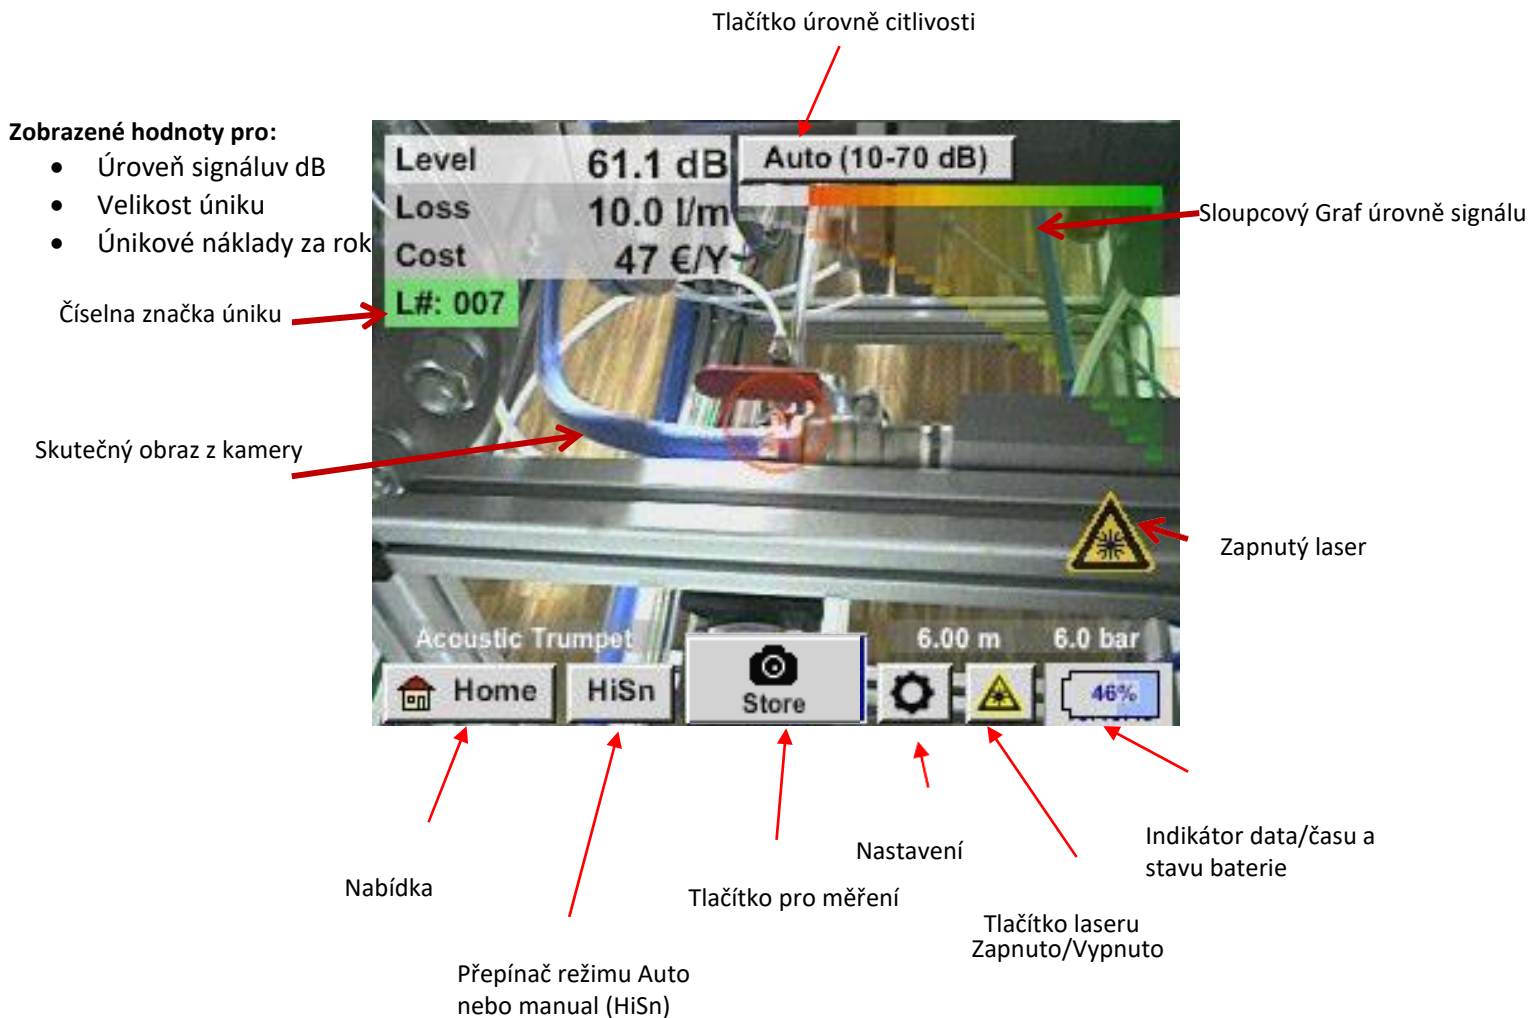 Tlačítko úrovně citlivosti
Zobrazené hodnoty pro:
• Úroveň signáluv dB
• Velikost úniku
• Únikové náklady za rok
Číselna značka úniku
Skutečný obraz z kamery
Level 61.1 dB
Loss 10.0 l/m
Cost 47 €/Y
L#: 007
Auto (10-70 dB)
Sloupcový Graf úrovně signálu
Zapnutý laser
Acoustic Trumpet 6.00 m 6.0 bar
Home HiSn Store 46%
Nabídka
Přepínač režimu Auto
nebo manual (HiSn)
Tlačítko pro měření
Nastavení
Tlačítko laseru
Zapnuto/Vypnuto
Indikátor data/času a
stavu baterie